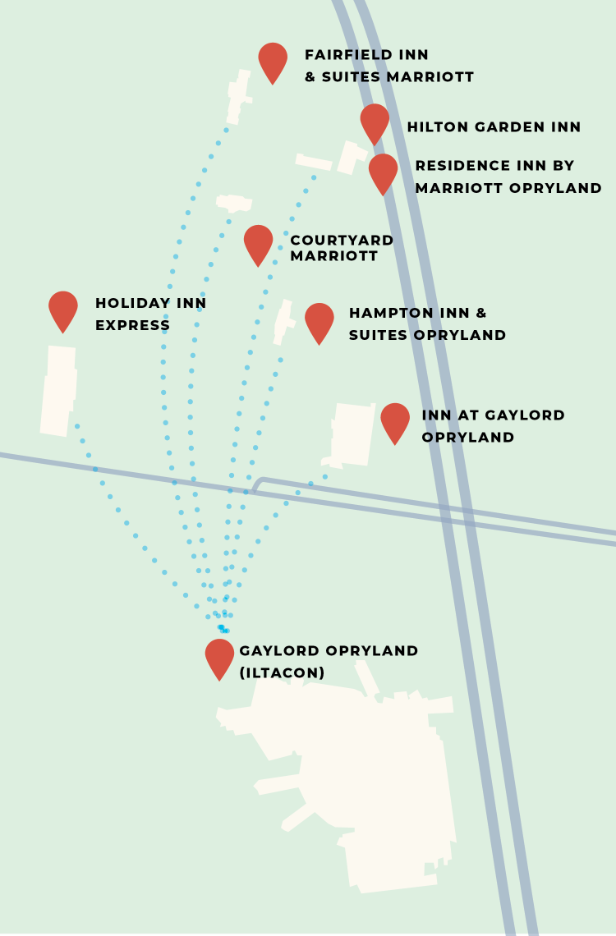 FAIRFIELD INN
& SUITES MARRIOTT
HILTON GARDEN INN
RESIDENCE INN BY
MARRIOTT OPRYLAND
COURTYARD
MARRIOTT
HOLIDAY INN
EXPRESS
HAMPTON INN &
SUITES OPRYLAND
INN AT GAYLORD
OPRYLAND
GAYLORD OPRYLAND
(ILTACON)